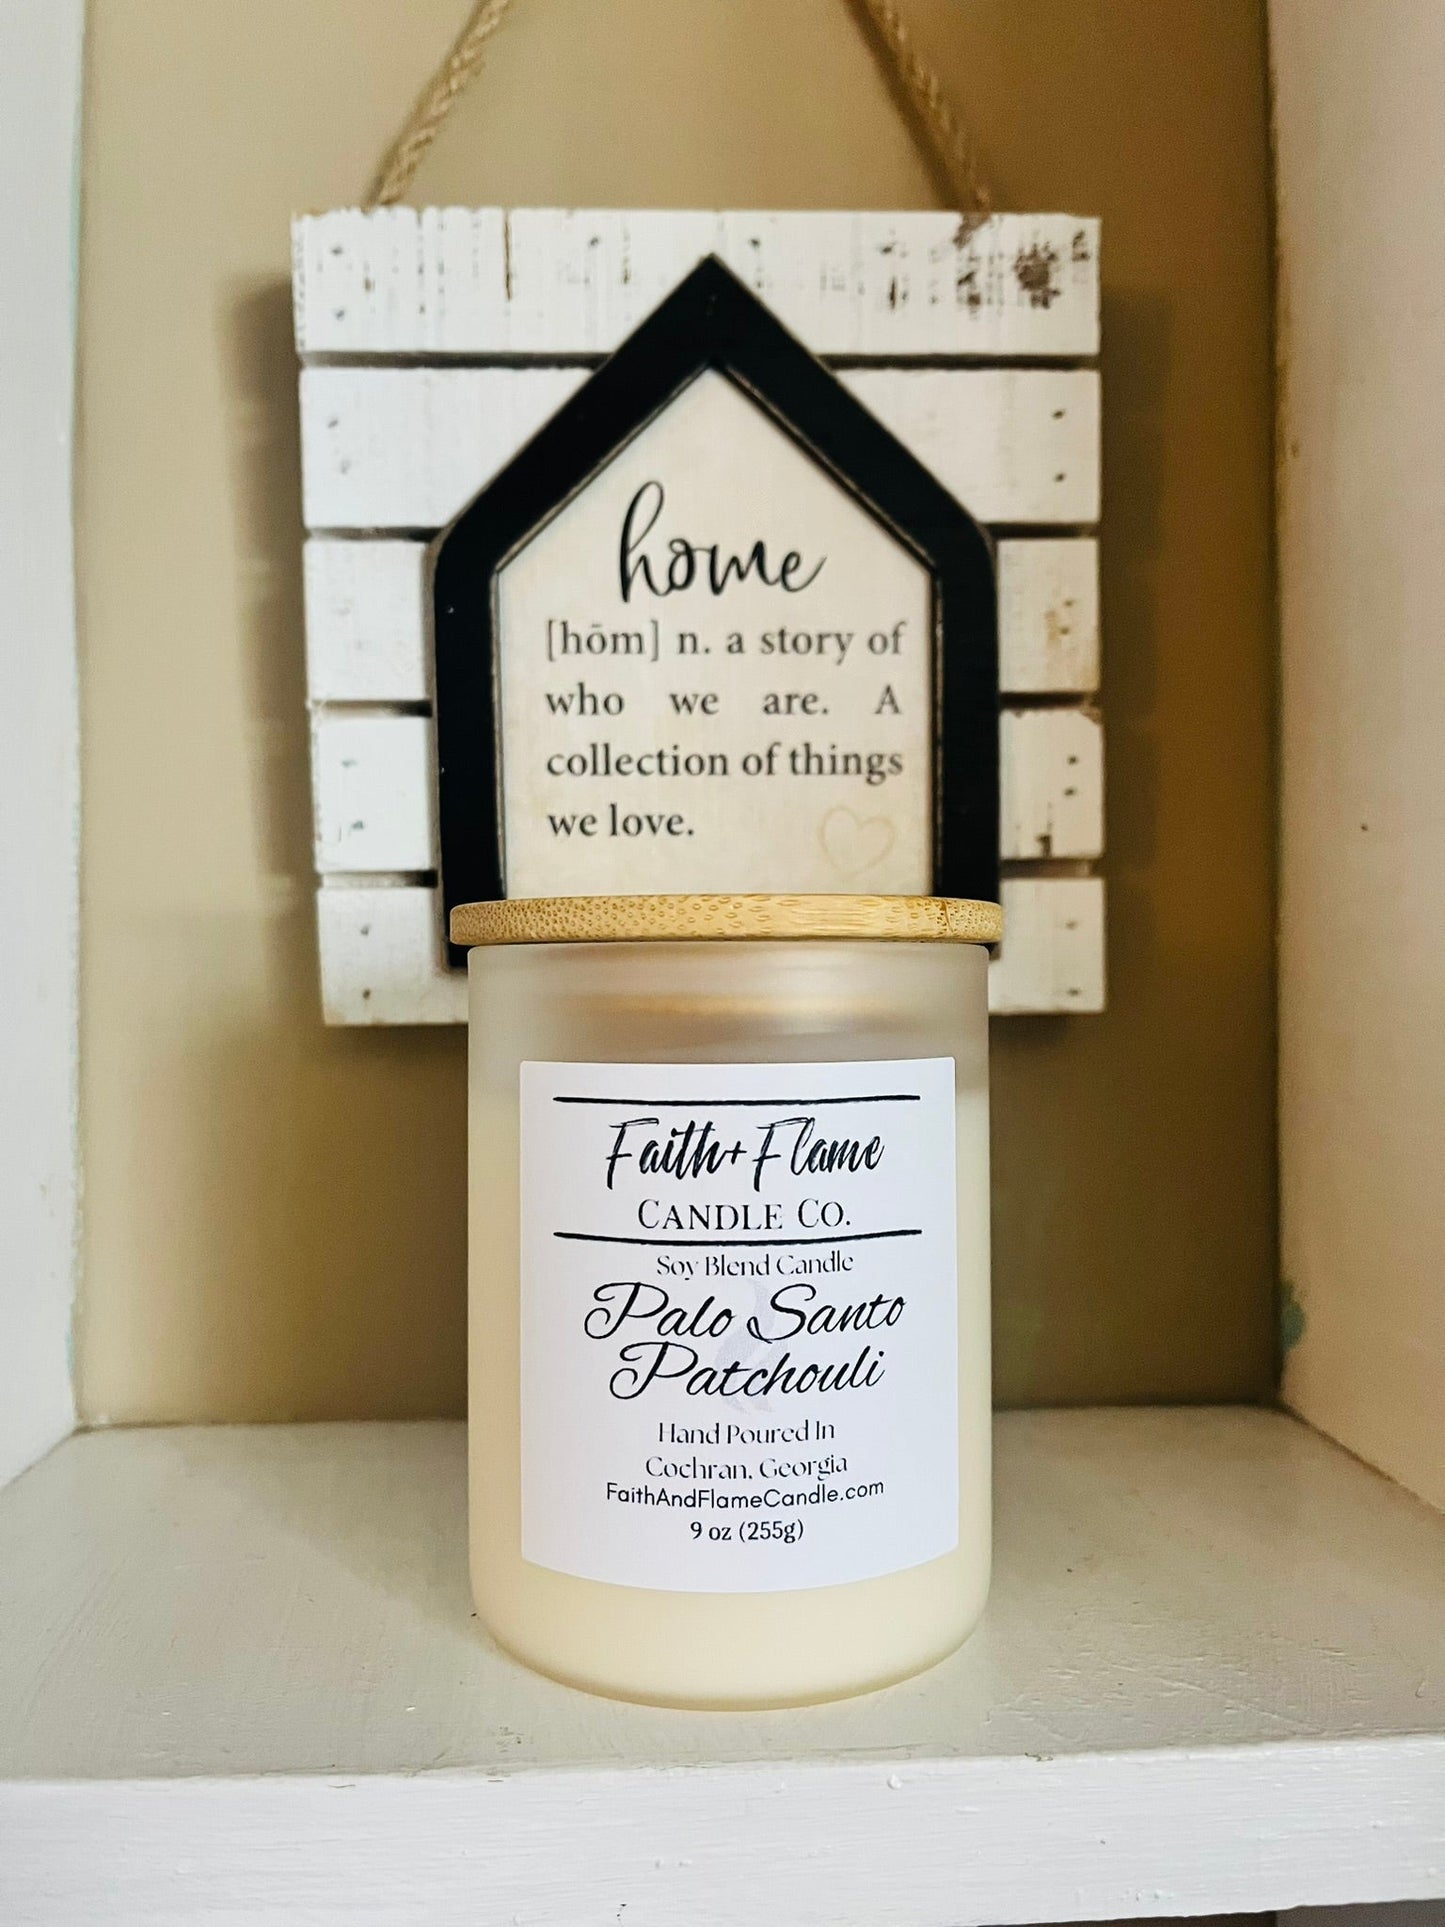 home
[hōm] n. a story of
who we are. A
collection of things
we love.
Faith+Flame
CANDLE CO.
Soy Blend Candle
Palo Santo
Patchouli
Hand Poured In
Cochran, Georgia
FaithAndFlameCandle.com
9 oz (255g)